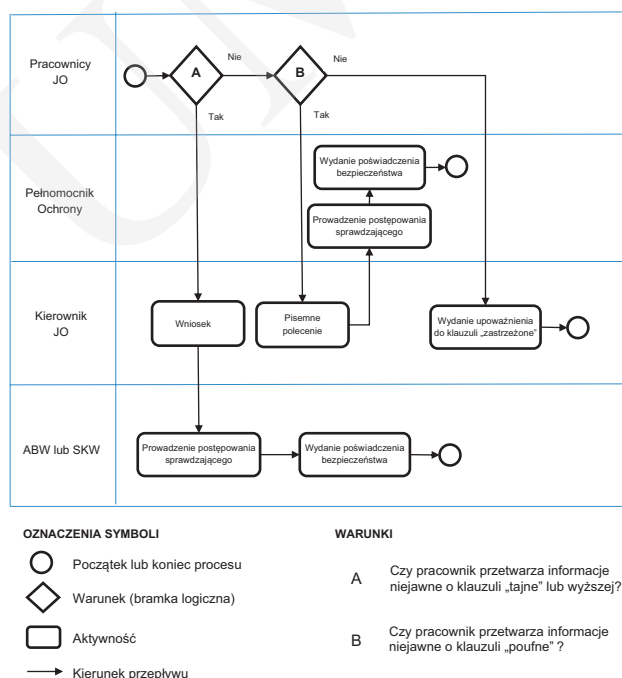 Pracownicy
JO
A
Nie
B
Nie
Tak
Tak
Pełnomocnik
Ochrony
Wydanie poświadczenia
bezpieczeństwa
Prowadzenie postępowania
sprawdzającego
Kierownik
JO
Wniosek
Pisemne
polecenie
Wydanie upoważnienia
do klauzuli „zastrzeżone”
ABW lub SKW
Prowadzenie postępowania
sprawdzającego
Wydanie poświadczenia
bezpieczeństwa
OZNACZENIA SYMBOLI
Początek lub koniec procesu
Warunek (bramka logiczna)
Aktywność
Kierunek przepływu
WARUNKI
A
Czy pracownik przetwarza informacje
niejawne o klauzuli „tajne” lub wyższej?
B
Czy pracownik przetwarza informacje
niejawne o klauzuli „poufne” ?